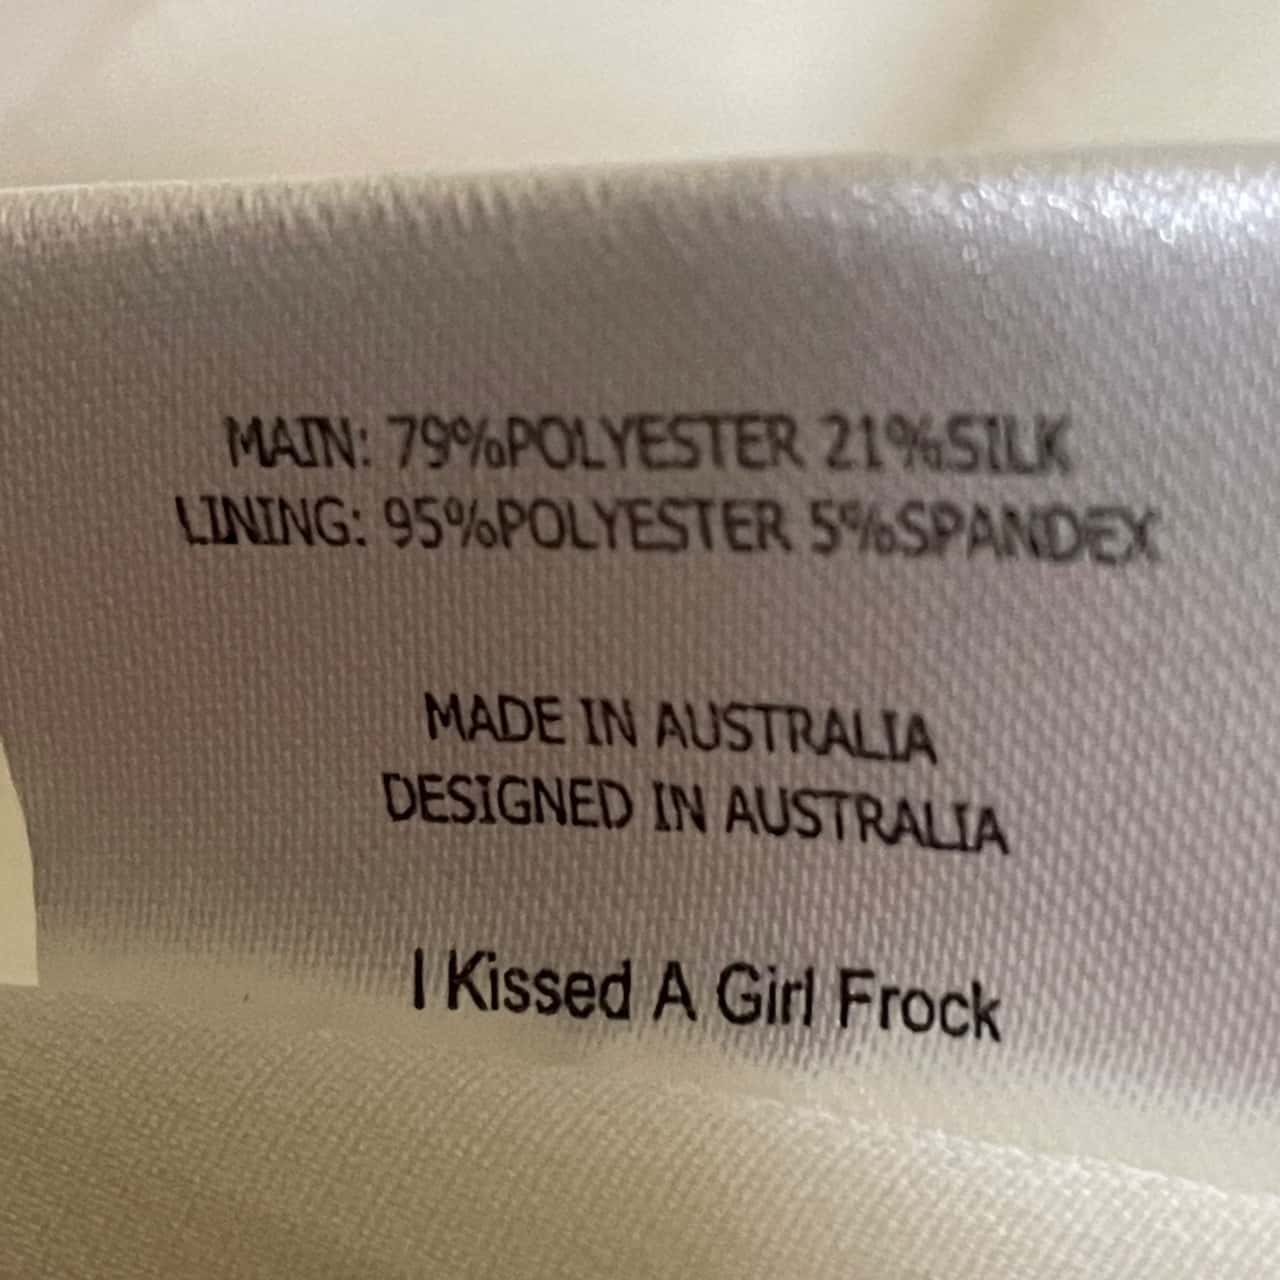 MAIN: 79%POLYESTER 21%SILK
LINING: 95%POLYESTER 5%SPANDEX
MADE IN AUSTRALIA
DESIGNED IN AUSTRALIA
I Kissed A Girl Frock